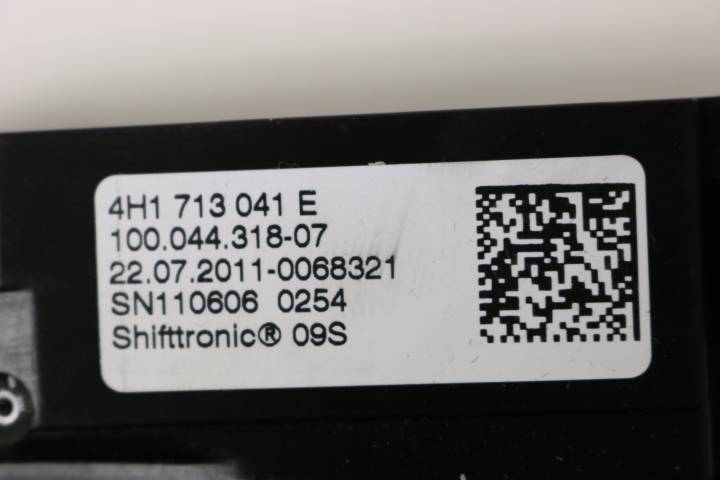 4H1 713 041 E
100.044.318-07
22.07.2011-0068321
SN110606 0254
Shifttronic® 09S